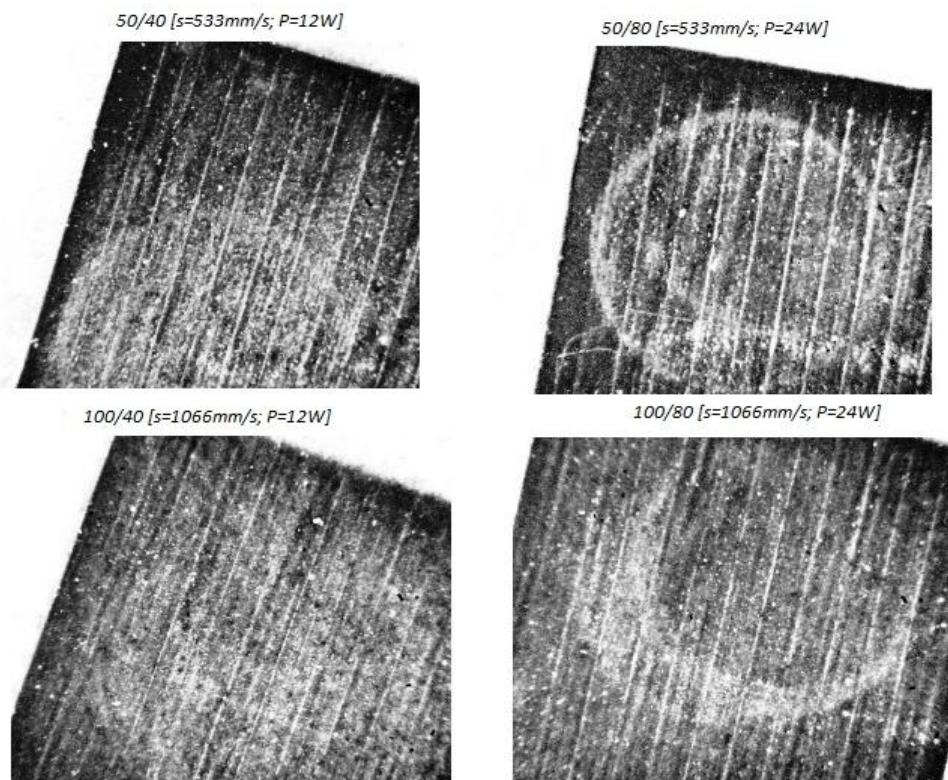 50/40 [s=533mm/s; P=12W]
50/80 [s=533mm/s; P=24W]
100/40 [s=1066mm/s; P=12W]
100/80 [s=1066mm/s; P=24W]